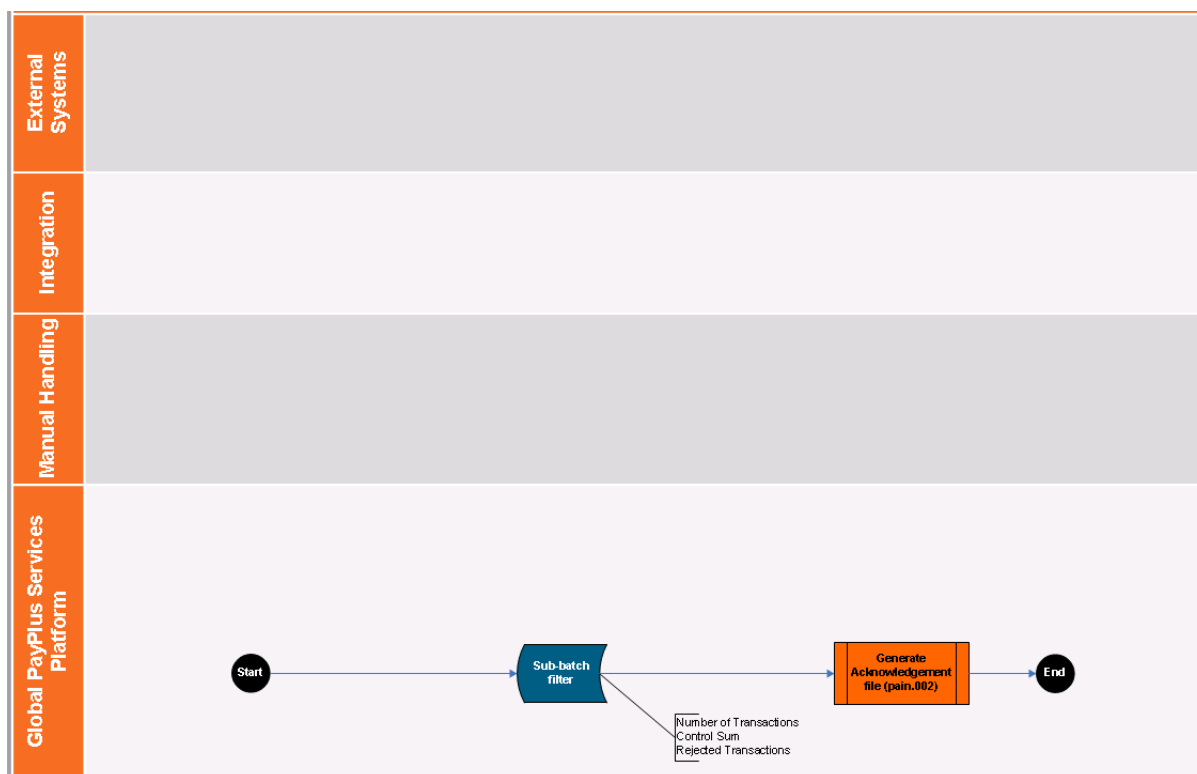 External
Systems
Integration
Manual Handling
Global PayPlus Services
Platform
Start
Sub-batch
filter
Number of Transactions
Control Sum
Rejected Transactions
Generate
Acknowledgement
file (pain.002)
End